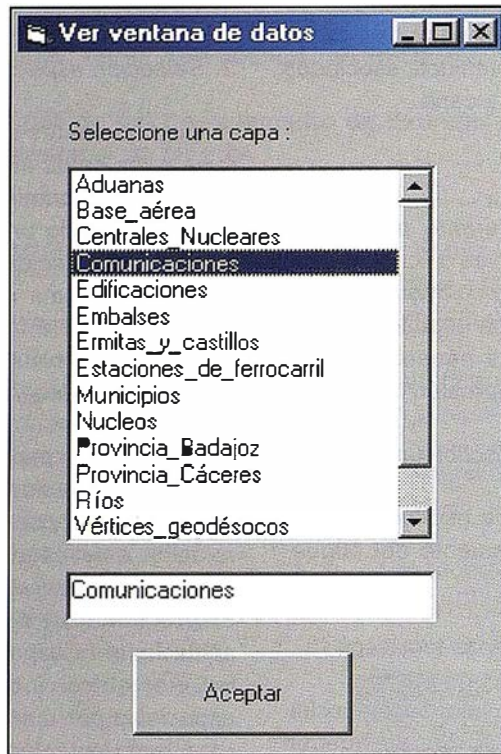 Ver ventana de datos
Seleccione una capa :
Aduanas
Base_aérea
Centrales_Nucleares
Comunicaciones
Edificaciones
Embalses
Ermitas_y_castillos
Estaciones_de_ferrocarril
Municipios
Nucleos
Provincia_Badajoz
Provincia_Cáceres
Ríos
Vértices_geodésocos
Comunicaciones
Aceptar